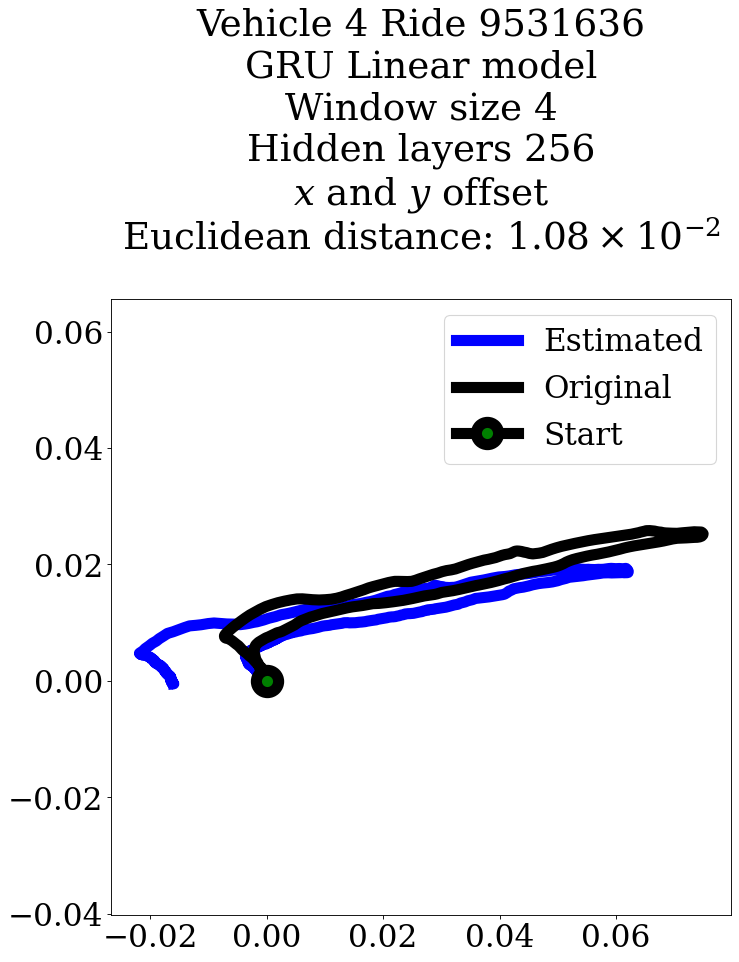 Vehicle 4 Ride 9531636
GRU Linear model
Window size 4
Hidden layers 256
x and y offset
Euclidean distance: 1.08 × 10⁻²
Estimated
Original
Start
0.06
0.04
0.02
0.00
−0.02
−0.04
−0.02 0.00 0.02 0.04 0.06